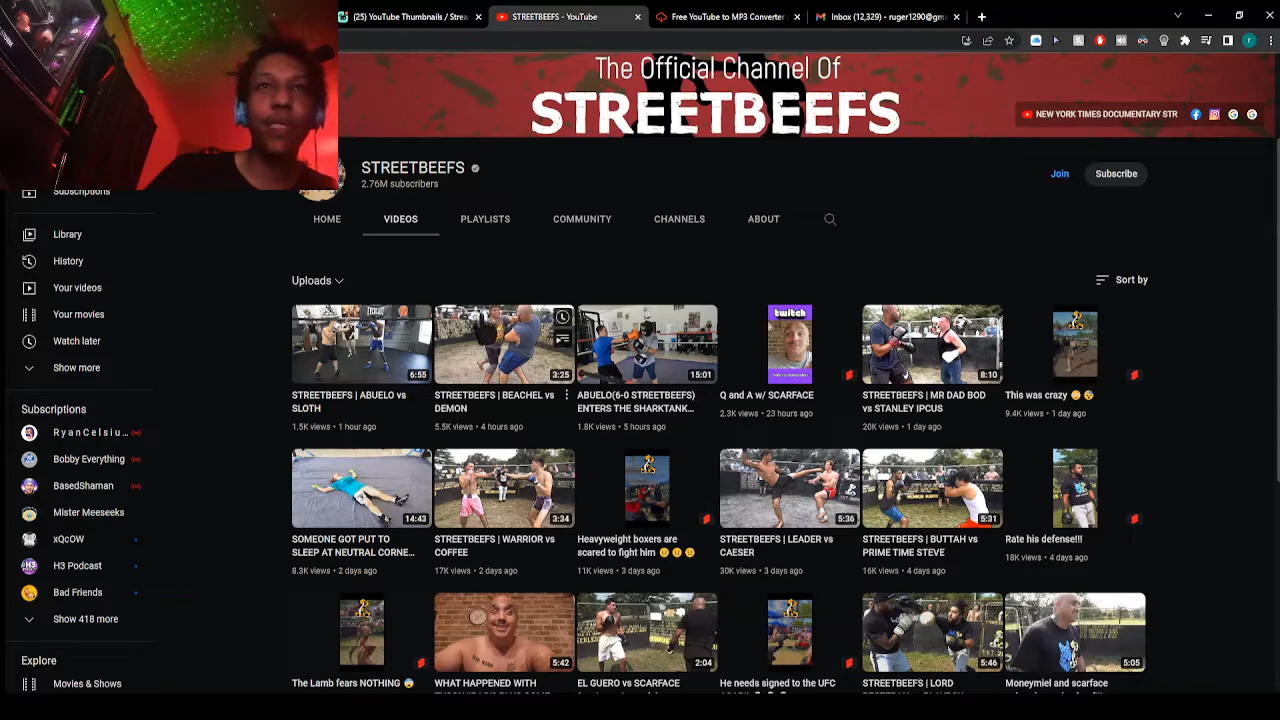 (25) YouTube Thumbnails / Strea
STREETBEEFS - YouTube
Free YouTube to MP3 Converter
Inbox (12,329) - ruger1290@gm
The Official Channel Of
STREETBEEFS
NEW YORK TIMES DOCUMENTARY STR
STREETBEEFS
2.76M subscribers
Join
Subscribe
HOME
VIDEOS
PLAYLISTS
COMMUNITY
CHANNELS
ABOUT
Subscriptions
Library
History
Your videos
Your movies
Watch later
Show more
Subscriptions
R y a n C e l s i u ...
Bobby Everything
BasedShaman
Mister Meeseeks
xQcOW
H3 Podcast
Bad Friends
Show 418 more
Explore
Movies & Shows
Uploads
Sort by
6:55
3:25
15:01
twitch
8:10
STREETBEEFS | ABUELO vs
SLOTH
1.5K views • 1 hour ago
STREETBEEFS | BEACHEL vs
DEMON
5.5K views • 4 hours ago
ABUELO(6-0 STREETBEEFS)
ENTERS THE SHARKTANK...
1.8K views • 5 hours ago
Q and A w/ SCARFACE
2.3K views • 23 hours ago
STREETBEEFS | MR DAD BOD
vs STANLEY IPCUS
20K views • 1 day ago
This was crazy 😳😴
9.4K views • 1 day ago
14:43
3:34
5:36
5:31
SOMEONE GOT PUT TO
SLEEP AT NEUTRAL CORNE...
8.3K views • 2 days ago
STREETBEEFS | WARRIOR vs
COFFEE
17K views • 2 days ago
Heavyweight boxers are
scared to fight him
11K views • 3 days ago
STREETBEEFS | LEADER vs
CAESER
30K views • 3 days ago
STREETBEEFS | BUTTAH vs
PRIME TIME STEVE
16K views • 4 days ago
Rate his defense!!!
18K views • 4 days ago
5:42
2:04
5:46
5:05
The Lamb fears NOTHING 😨
WHAT HAPPENED WITH
EL GUERO vs SCARFACE
He needs signed to the UFC
STREETBEEFS | LORD
Moneymiel and scarface